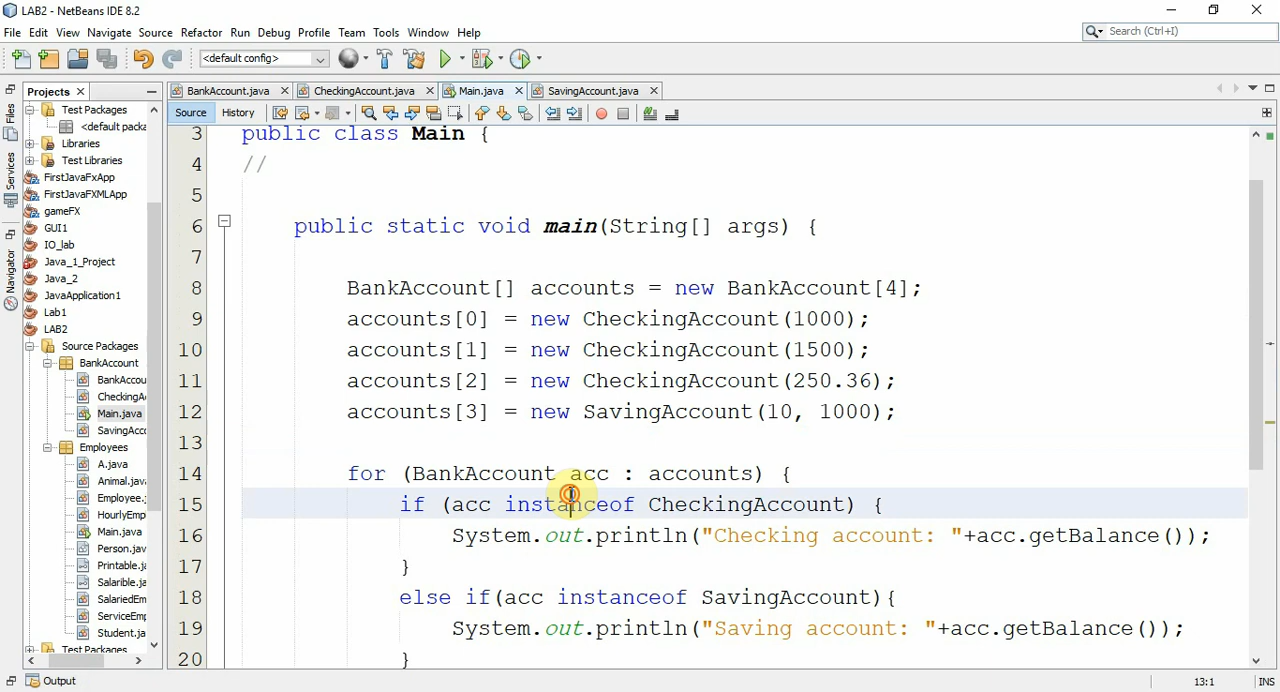 LAB2 - NetBeans IDE 8.2
File Edit View Navigate Source Refactor Run Debug Profile Team Tools Window Help
Search (Ctrl+I)
<default config>
Projects
BankAccount.java CheckingAccount.java Main.java SavingAccount.java
Source History
Files
Services
Navigator
Test Packages
<default packa
Libraries
Test Libraries
FirstJavaFxApp
FirstJavaFXMLApp
gameFX
GUI1
IO_lab
Java_1_Project
Java_2
JavaApplication1
Lab1
LAB2
Source Packages
BankAccount
BankAccou
CheckingA
Main.java
SavingAcc
Employees
A.java
Animal.java
Employee.j
HourlyEmp
Main.java
Person.jav
Printable.ja
Salarible.ja
SalariedEm
ServiceEmp
Student.ja
Test Packages
3 public class Main {
4 //
5
6 public static void main(String[] args) {
7
8 BankAccount[] accounts = new BankAccount[4];
9 accounts[0] = new CheckingAccount(1000);
10 accounts[1] = new CheckingAccount(1500);
11 accounts[2] = new CheckingAccount(250.36);
12 accounts[3] = new SavingAccount(10, 1000);
13
14 for (BankAccount acc : accounts) {
15 if (acc instanceof CheckingAccount) {
16 System.out.println("Checking account: "+acc.getBalance());
17 }
18 else if(acc instanceof SavingAccount){
19 System.out.println("Saving account: "+acc.getBalance());
20 }
Output
13:1 INS